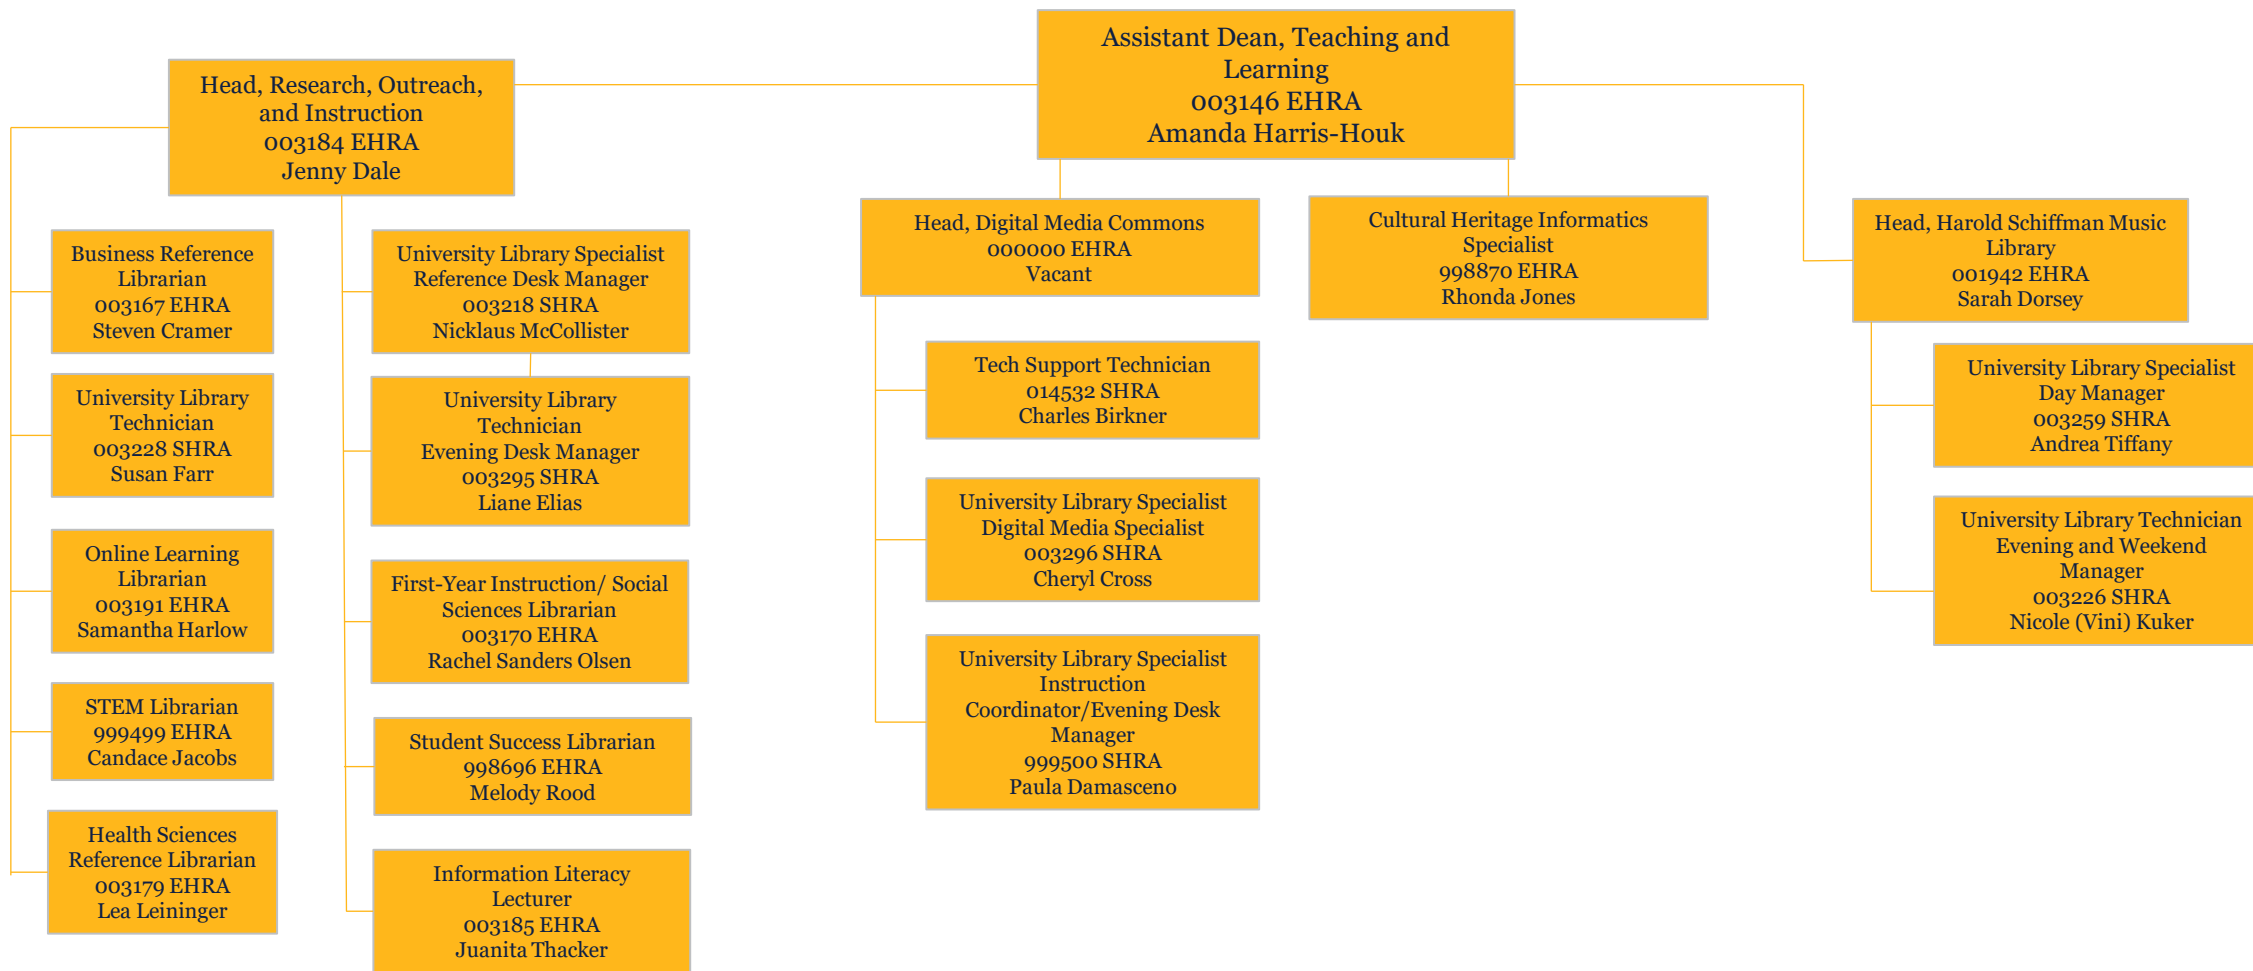 Assistant Dean, Teaching and
Learning
003146 EHRA
Amanda Harris-Houk
Head, Research, Outreach,
and Instruction
003184 EHRA
Jenny Dale
Business Reference
Librarian
003167 EHRA
Steven Cramer
University Library
Technician
003228 SHRA
Susan Farr
Online Learning
Librarian
003191 EHRA
Samantha Harlow
STEM Librarian
999499 EHRA
Candace Jacobs
Health Sciences
Reference Librarian
003179 EHRA
Lea Leininger
University Library Specialist
Reference Desk Manager
003218 SHRA
Nicklaus McCollister
University Library
Technician
Evening Desk Manager
003295 SHRA
Liane Elias
First-Year Instruction/ Social
Sciences Librarian
003170 EHRA
Rachel Sanders Olsen
Student Success Librarian
998696 EHRA
Melody Rood
Information Literacy
Lecturer
003185 EHRA
Juanita Thacker
Head, Digital Media Commons
000000 EHRA
Vacant
Tech Support Technician
014532 SHRA
Charles Birkner
University Library Specialist
Digital Media Specialist
003296 SHRA
Cheryl Cross
University Library Specialist
Instruction
Coordinator/Evening Desk
Manager
999500 SHRA
Paula Damasceno
Cultural Heritage Informatics
Specialist
998870 EHRA
Rhonda Jones
Head, Harold Schiffman Music
Library
001942 EHRA
Sarah Dorsey
University Library Specialist
Day Manager
003259 SHRA
Andrea Tiffany
University Library Technician
Evening and Weekend
Manager
003226 SHRA
Nicole (Vini) Kuker